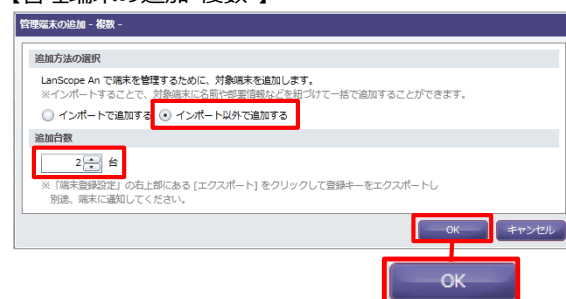 【管理端末の追加-複数-】
管理端末の追加 - 複数 -
追加方法の選択
LanScope An で端末を管理するために、対象端末を追加します。
※インポートすることで、対象端末に名前や部署情報などを紐づけて一括で追加することができます。
インポートで追加する インポート以外で追加する
追加台数
2 台
※「端末登録設定」の右上部にある [エクスポート] をクリックして登録キーをエクスポートし
別途、端末に通知してください。
OK キャンセル
OK